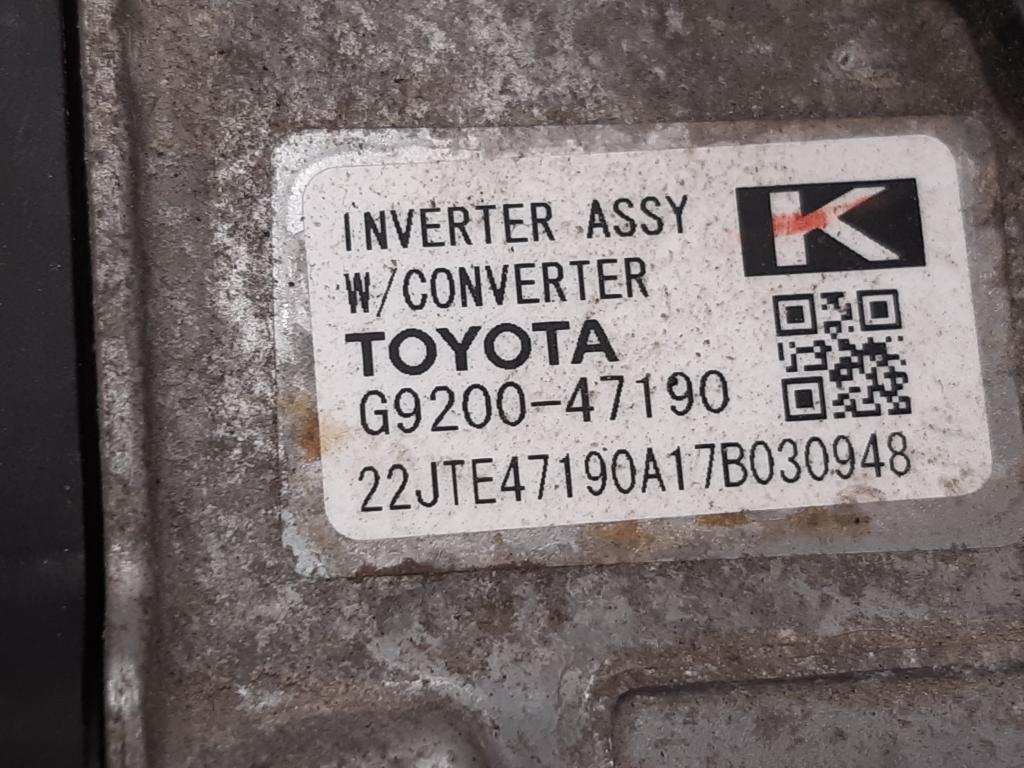 INVERTER ASSY
K
W/CONVERTER
TOYOTA
G9200-47190
22JTE47190A17B030948